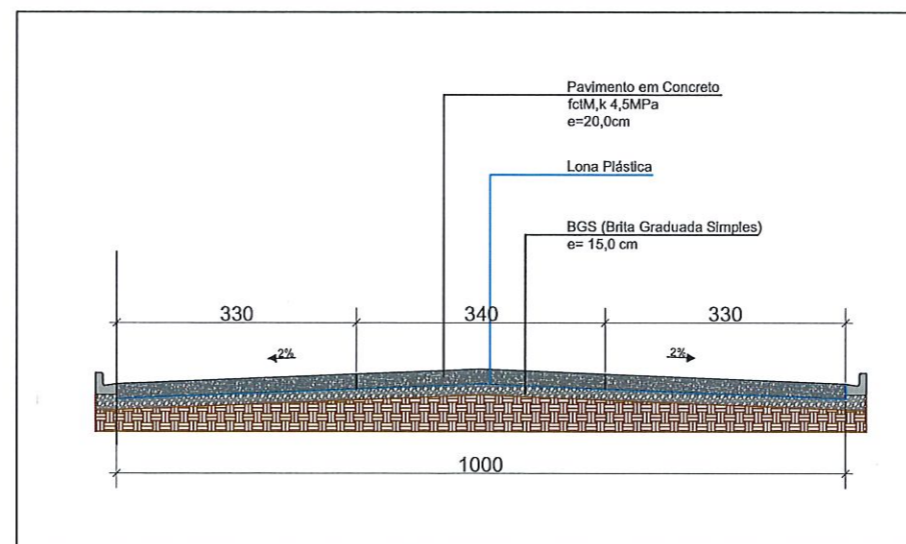 Pavimento em Concreto
fctM,k 4,5MPa
e=20,0cm
Lona Plástica
BGS (Brita Graduada Simples)
e= 15,0 cm
330
340
330
2%
2%
1000